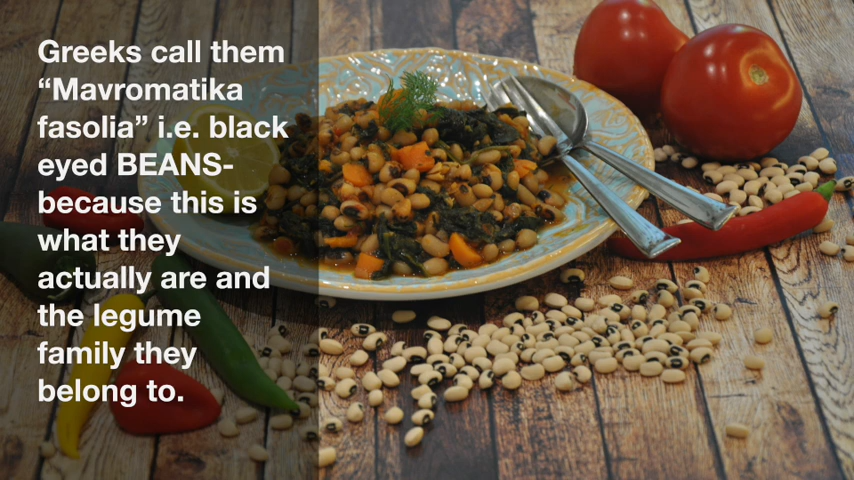 Greeks call them
“Mavromatika
fasolia” i.e. black
eyed BEANS-
because this is
what they
actually are and
the legume
family they
belong to.